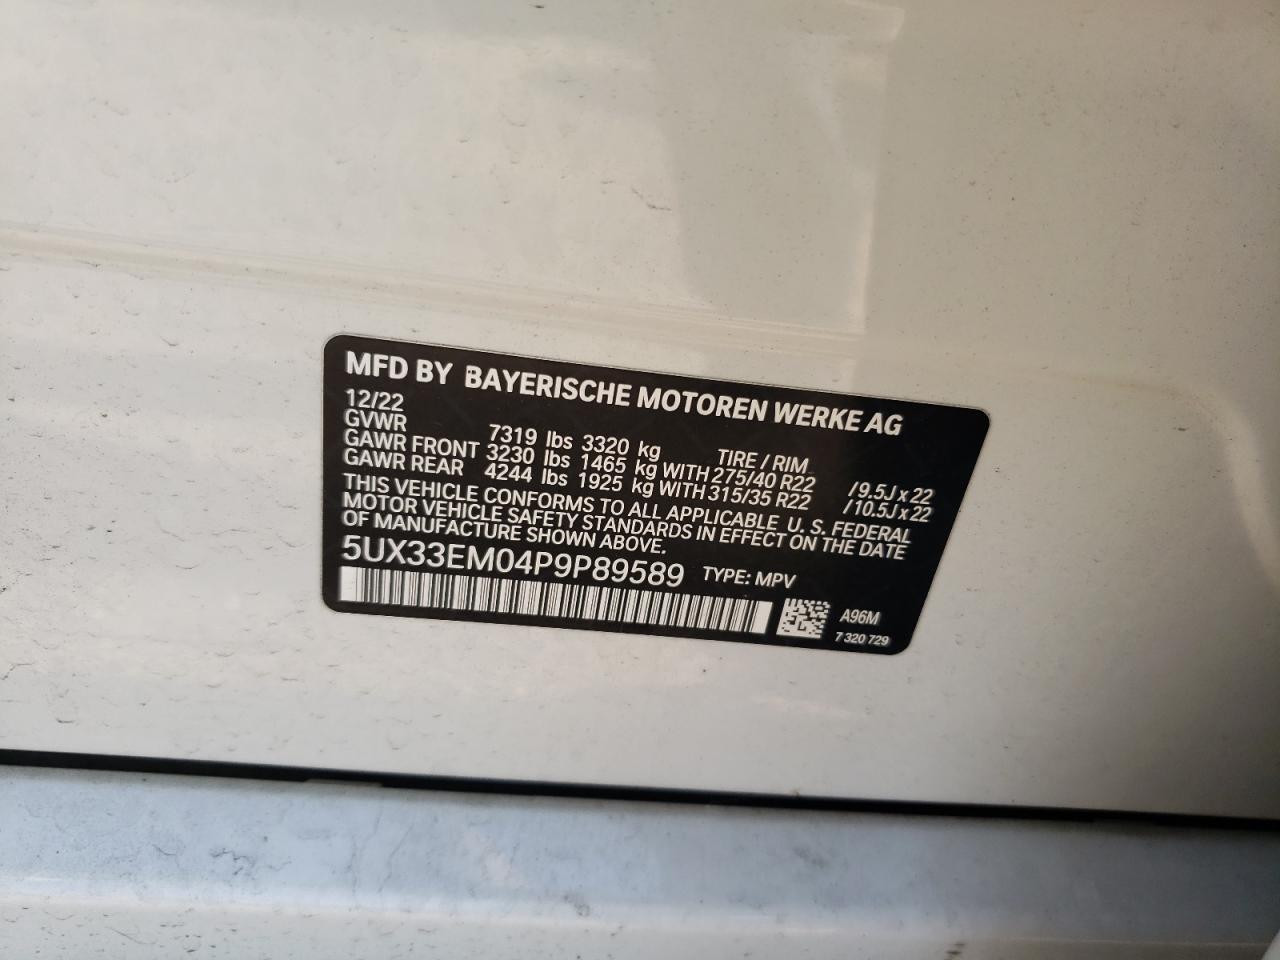 MFD BY BAYERISCHE MOTOREN WERKE AG
12/22
GVWR 7319 lbs 3320 kg TIRE / RIM
GAWR FRONT 3230 lbs 1465 kg WITH 275/40 R22 / 9.5J x 22
GAWR REAR 4244 lbs 1925 kg WITH 315/35 R22 / 10.5J x 22
THIS VEHICLE CONFORMS TO ALL APPLICABLE U. S. FEDERAL
MOTOR VEHICLE SAFETY STANDARDS IN EFFECT ON THE DATE
OF MANUFACTURE SHOWN ABOVE.
5UX33EM04P9P89589 TYPE: MPV
A96M
7 320 729